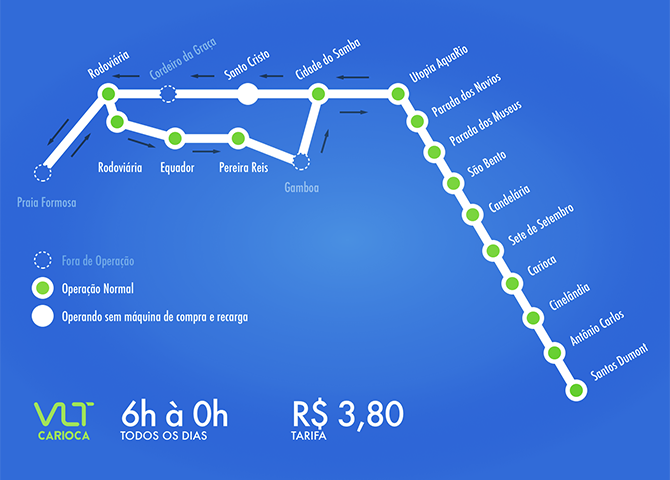 Rodoviária
Cordeiro da Graça
Santo Cristo
Cidade do Samba
Utopia AquaRio
Parada dos Navios
Parada dos Museus
São Bento
Candelária
Sete de Setembro
Carioca
Cinelândia
Antônio Carlos
Santos Dumont
Rodoviária
Equador
Pereira Reis
Gamboa
Praia Formosa
Fora de Operação
Operação Normal
Operando sem máquina de compra e recarga
VLT
CARIOCA
6h à 0h
TODOS OS DIAS
R$ 3,80
TARIFA